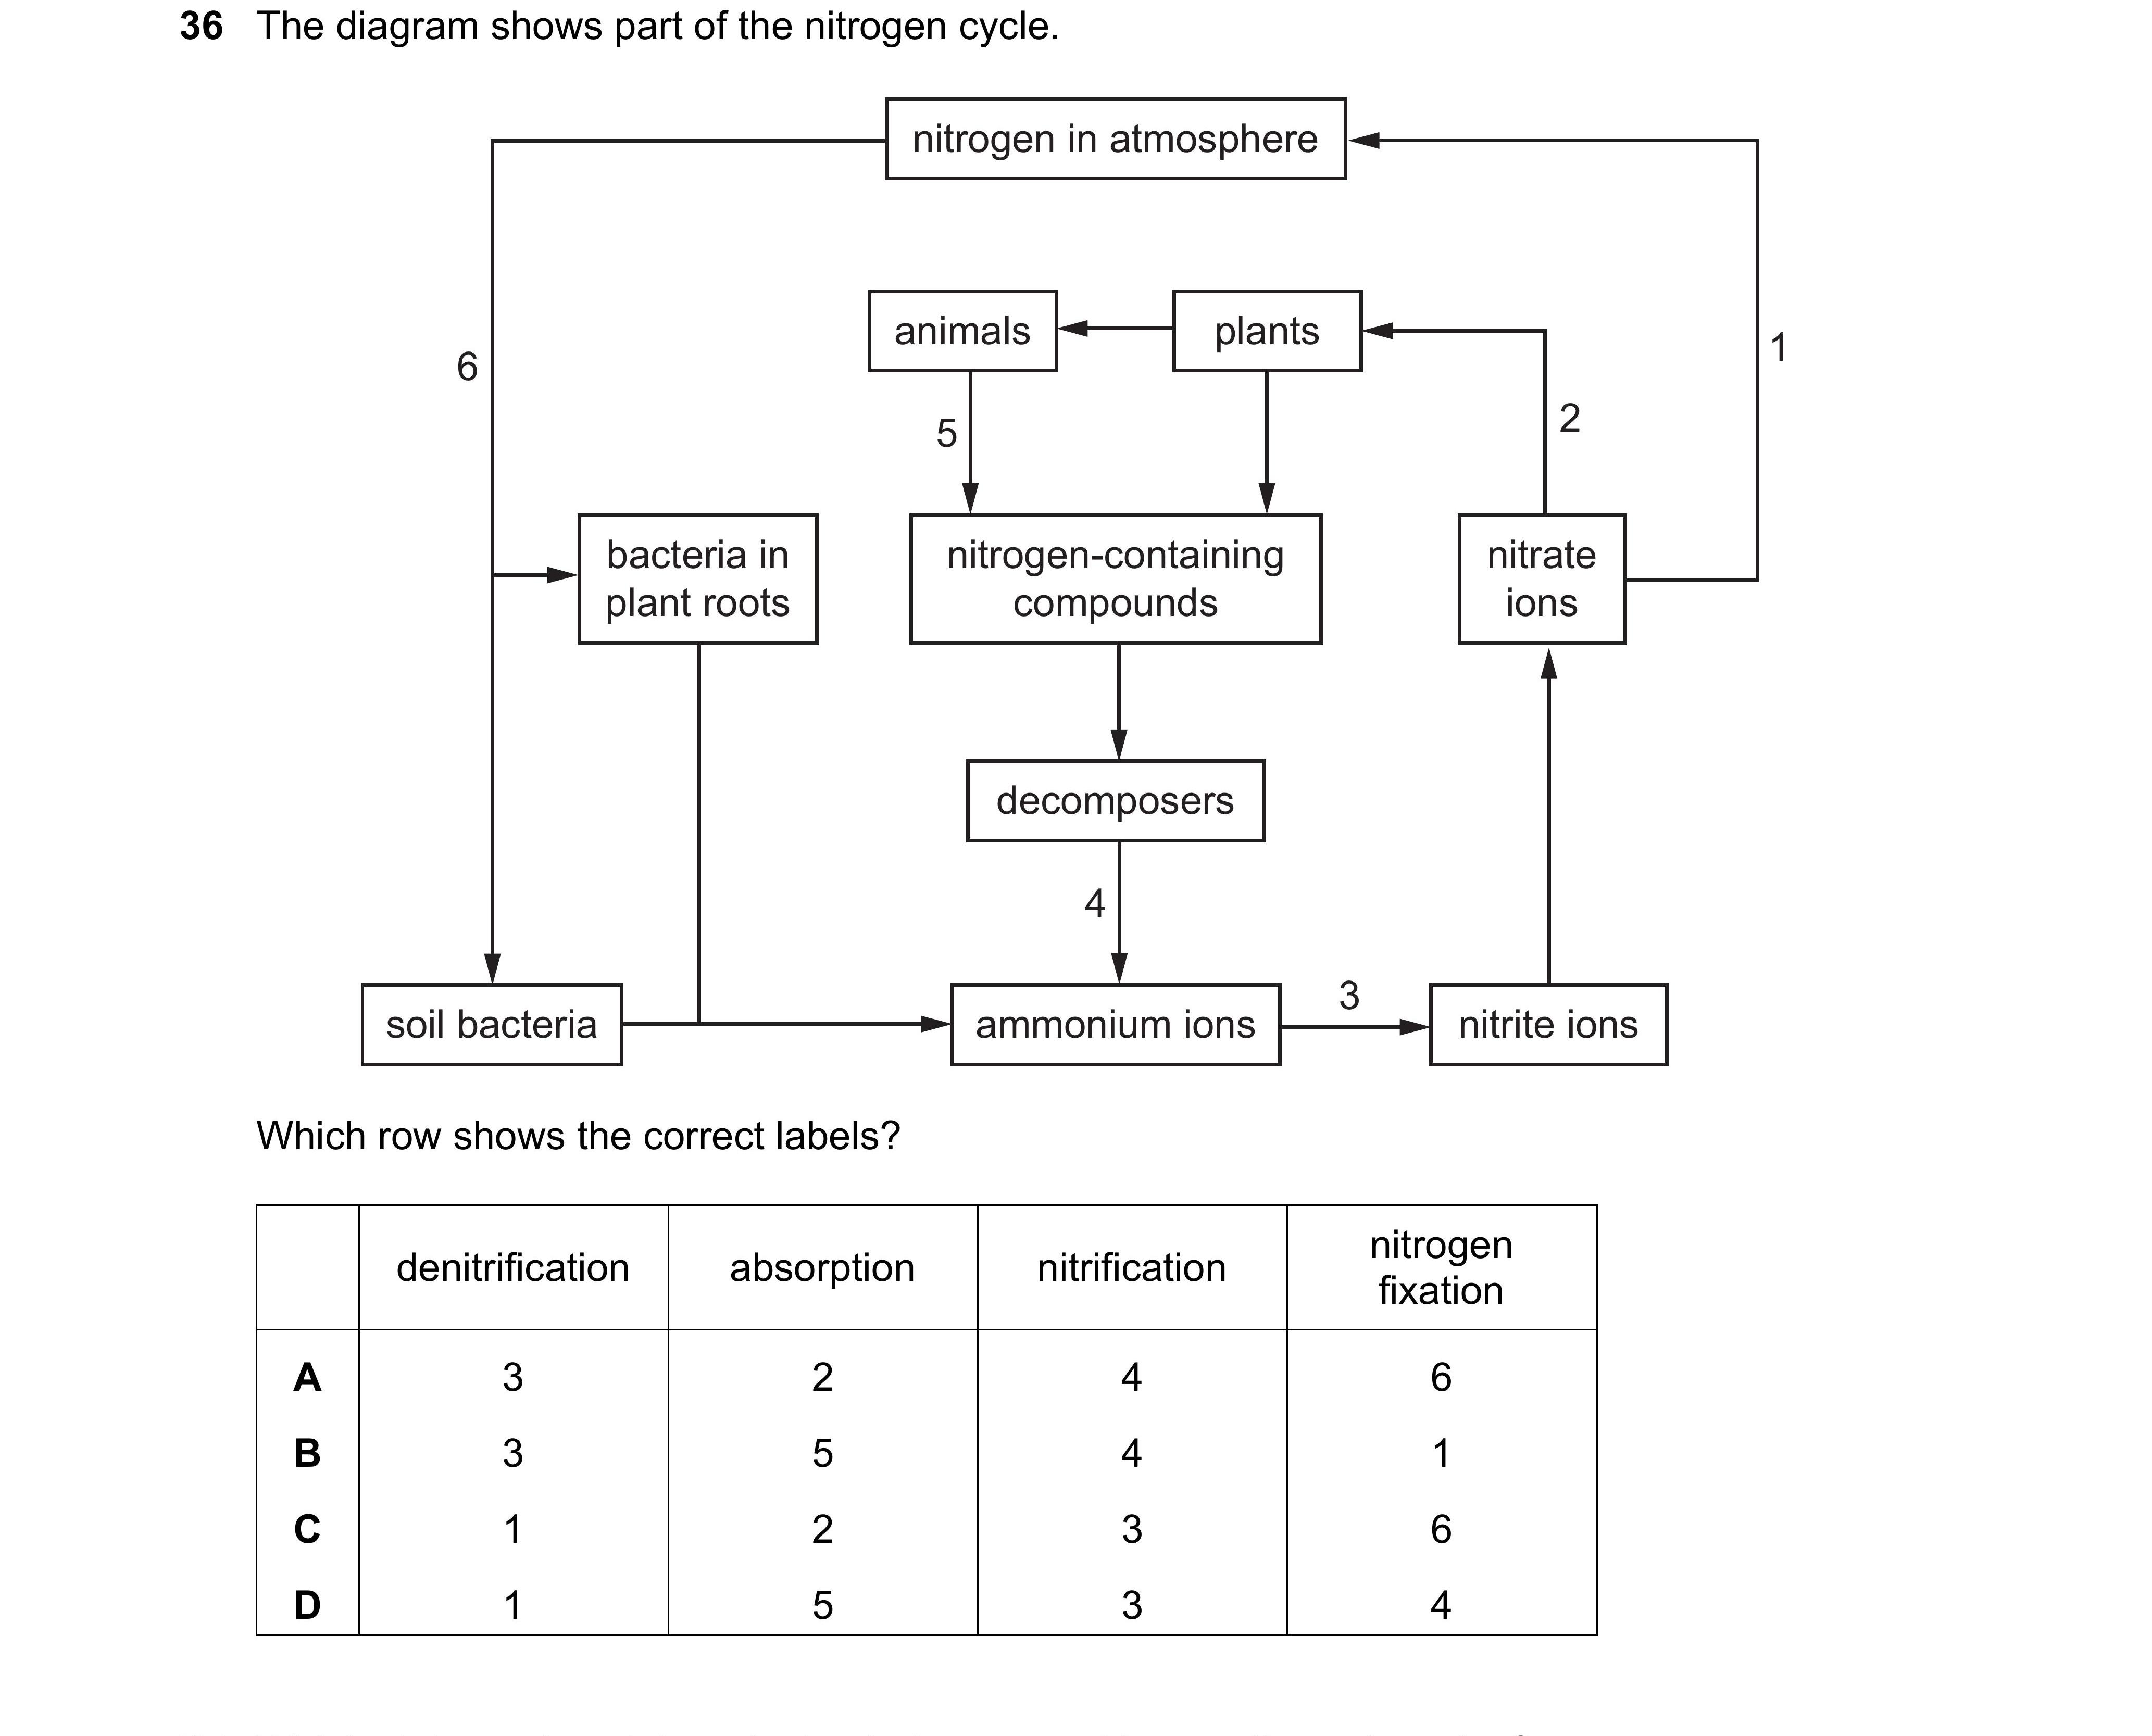 36 The diagram shows part of the nitrogen cycle.
nitrogen in atmosphere
animals
plants
1
6
2
5
bacteria in
plant roots
nitrogen-containing
compounds
nitrate
ions
decomposers
4
3
soil bacteria
ammonium ions
nitrite ions
Which row shows the correct labels?
denitrification absorption nitrification nitrogen
fixation
A 3 2 4 6
B 3 5 4 1
C 1 2 3 6
D 1 5 3 4